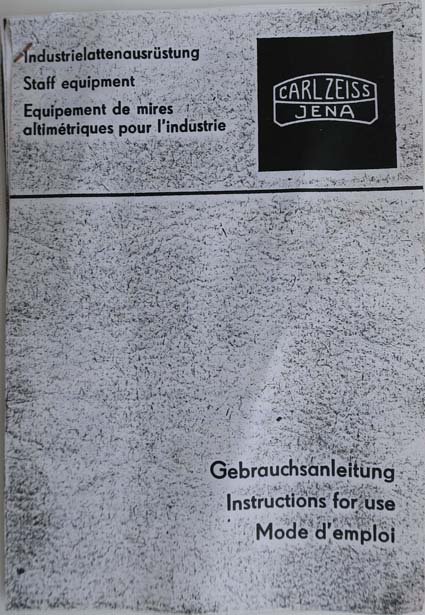 Industrielattenausrüstung
Staff equipment
Equipement de mires
altimétriques pour l'industrie
CARL ZEISS
JENA
Gebrauchsanleitung
Instructions for use
Mode d'emploi